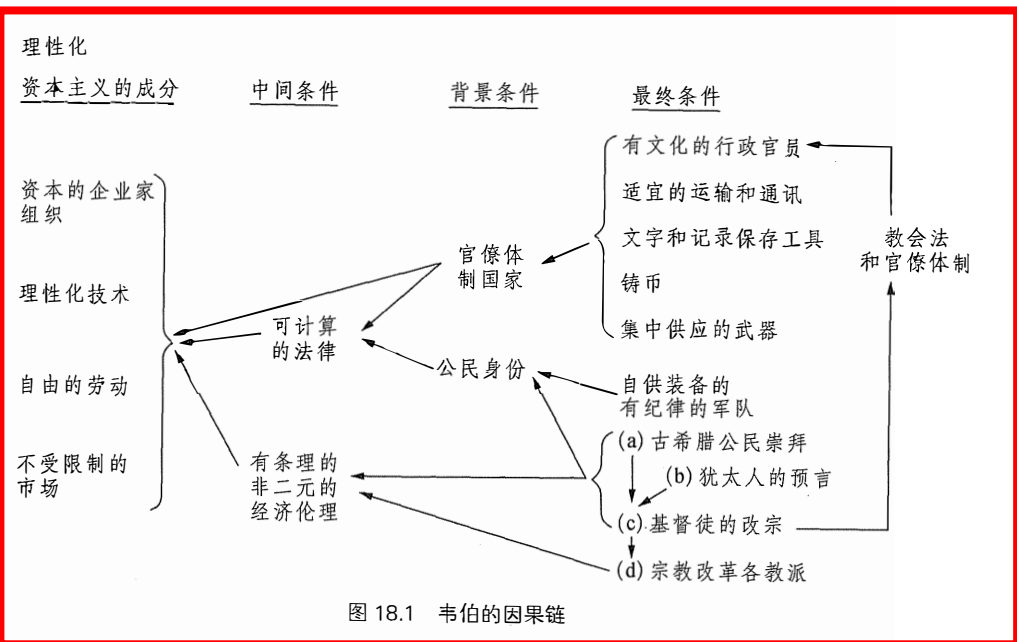 理性化
资本主义的成分
中间条件
背景条件
最终条件
有文化的行政官员
资本的企业家
组织
适宜的运输和通讯
文字和记录保存工具
教会法
和官僚体制
官僚体
制国家
铸币
理性化技术
可计算
的法律
集中供应的武器
公民身份
自由的劳动
自供装备的
有纪律的军队
(a) 古希腊公民崇拜
不受限制的
市场
有条理的
非二元的
经济伦理
(b) 犹太人的预言
(c) 基督徒的改宗
(d) 宗教改革各教派
图 18.1 韦伯的因果链